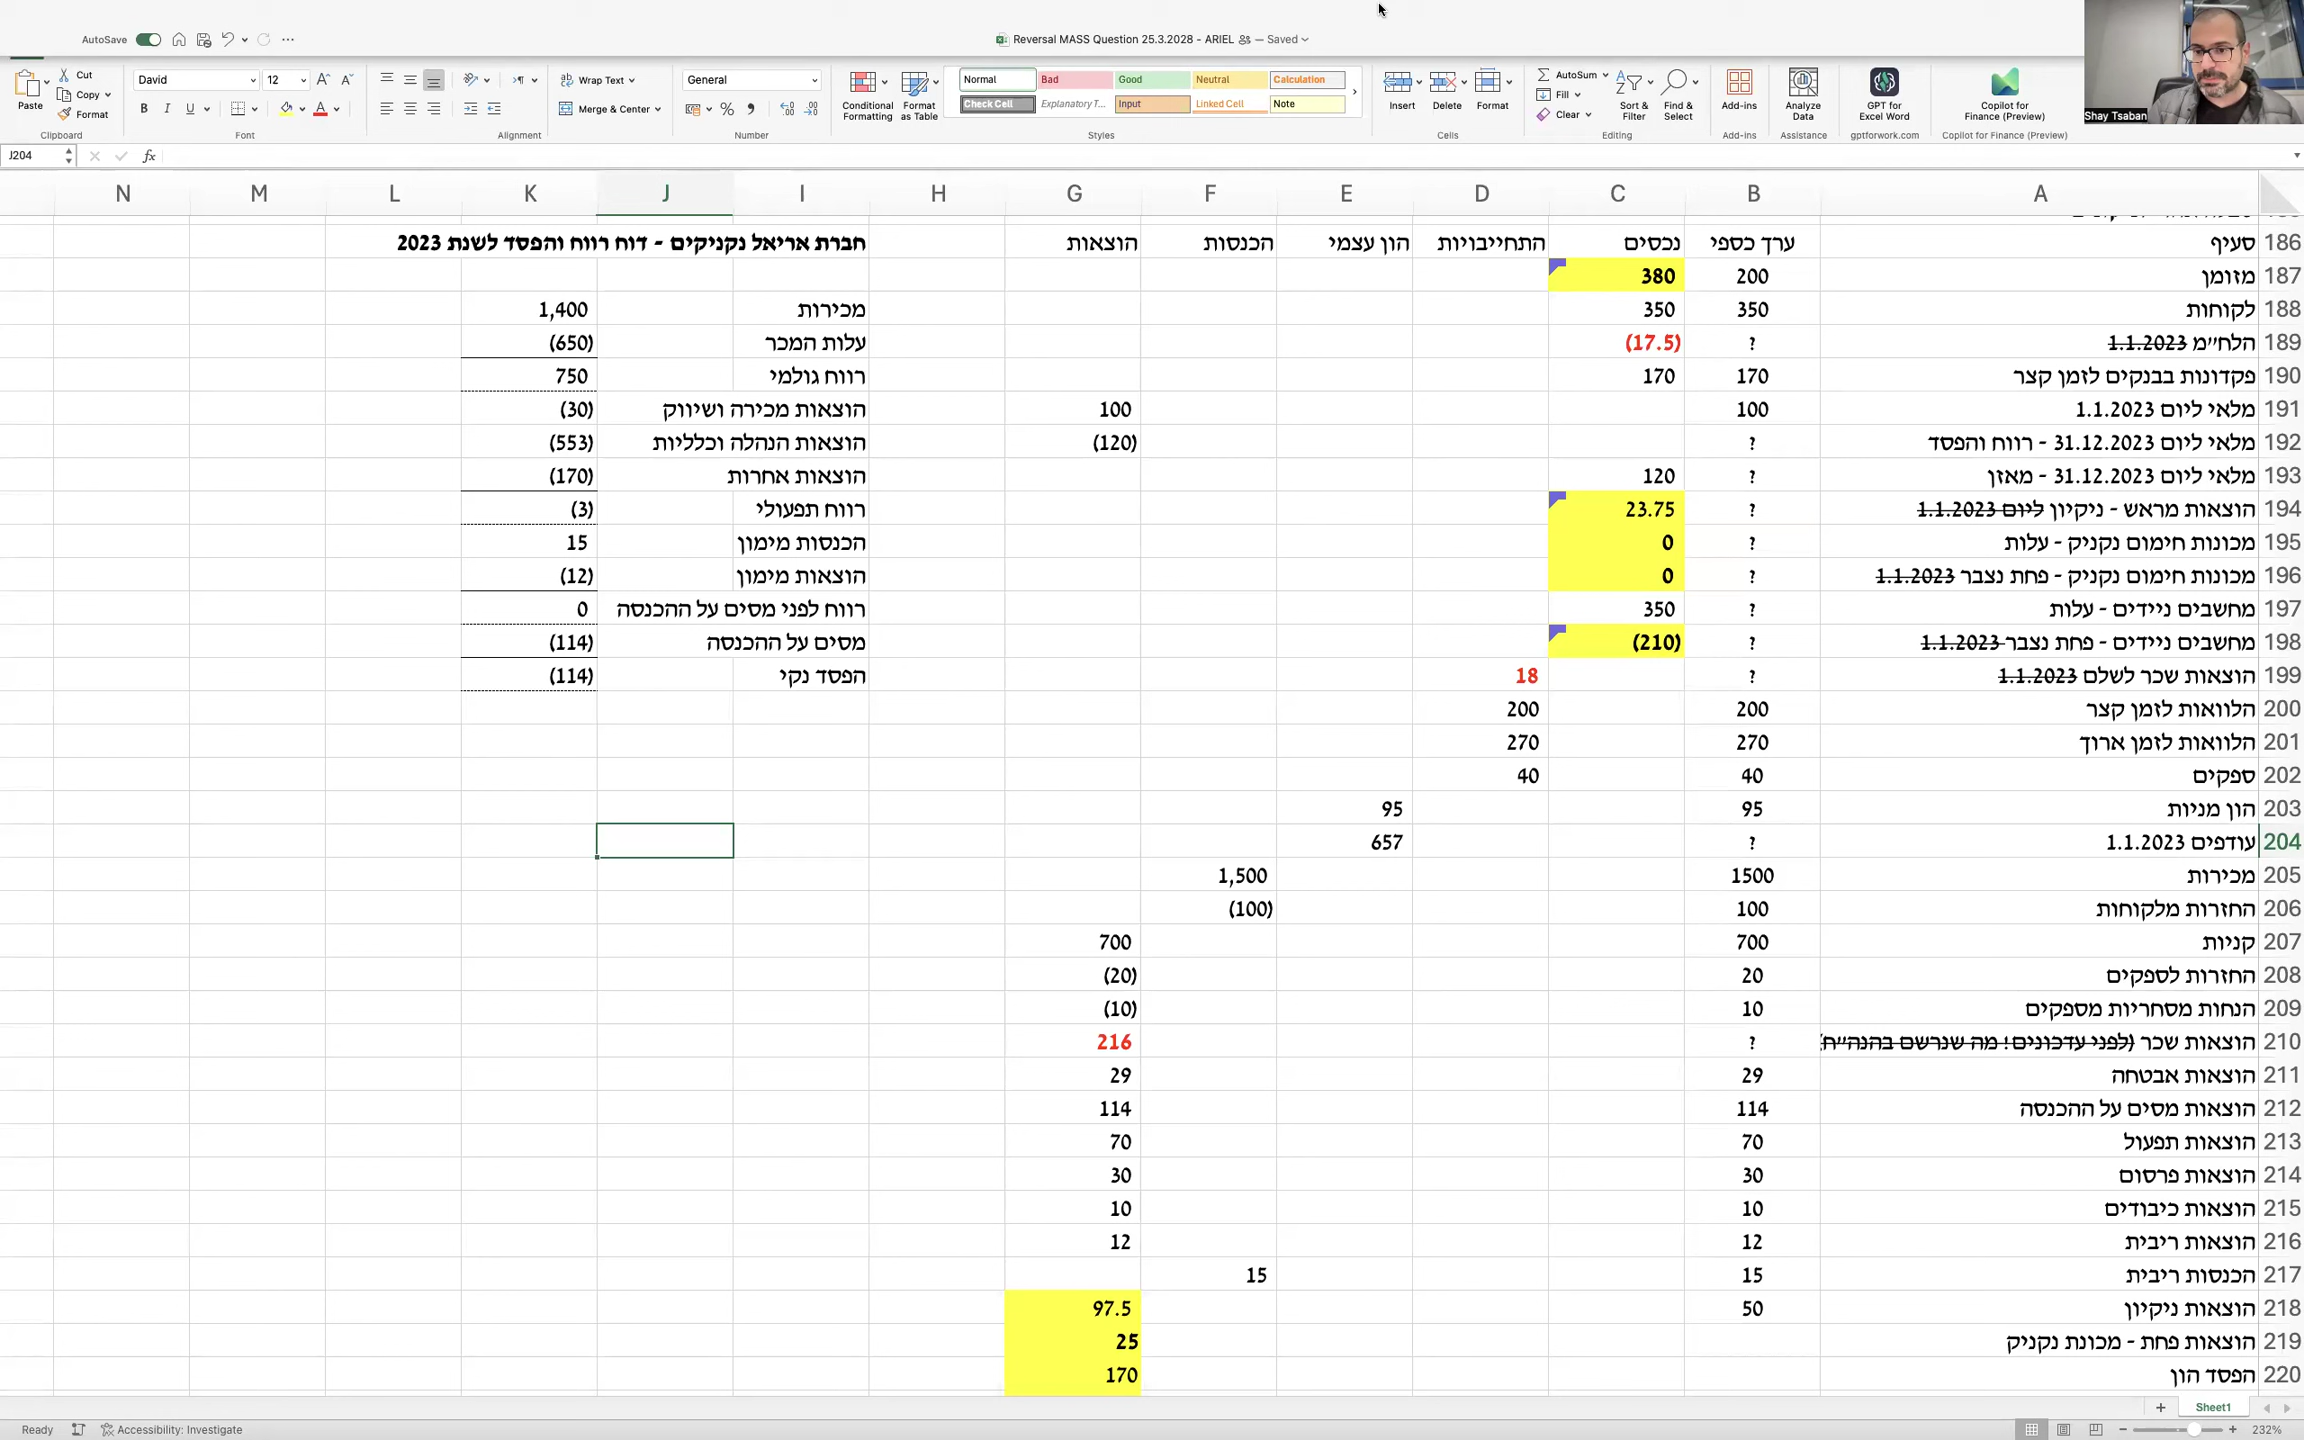 AutoSave
Reversal MASS Question 25.3.2028 - ARIEL — Saved
Shay Tsaban
Paste
Cut
Copy
Format
Clipboard
David 12
B I U
Font
Alignment
Wrap Text
Merge & Center
General
Number
Conditional Formatting
Format as Table
Normal Bad Good Neutral Calculation
Check Cell Explanatory T... Input Linked Cell Note
Styles
Insert Delete Format
Cells
AutoSum
Fill
Clear
Sort & Filter
Find & Select
Editing
Add-ins
Add-ins
Analyze Data
Assistance
GPT for Excel Word
gptforwork.com
Copilot for Finance (Preview)
Copilot for Finance (Preview)
J204 fx
A B C D E F G H I J K L M N
186 סעיף ערך כספי נכסים התחייבויות הון עצמי הכנסות הוצאות חברת אריאל נקניקים - דוח רווח והפסד לשנת 2023
187 מזומן 200 380
188 לקוחות 350 350 מכירות 1,400
189 הלח״מ 1.1.2023 ? (17.5) עלות המכר (650)
190 פקדונות בבנקים לזמן קצר 170 170 רווח גולמי 750
191 מלאי ליום 1.1.2023 100 100 הוצאות מכירה ושיווק (30)
192 מלאי ליום 31.12.2023 - רווח והפסד ? (120) הוצאות הנהלה וכלליות (553)
193 מלאי ליום 31.12.2023 - מאזן ? 120 הוצאות אחרות (170)
194 הוצאות מראש - ניקיון ליום 1.1.2023 ? 23.75 רווח תפעולי (3)
195 מכונות חימום נקניק - עלות ? 0 הכנסות מימון 15
196 מכונות חימום נקניק - פחת נצבר 1.1.2023 ? 0 הוצאות מימון (12)
197 מחשבים ניידים - עלות ? 350 רווח לפני מסים על ההכנסה 0
198 מחשבים ניידים - פחת נצבר 1.1.2023 ? (210) מסים על ההכנסה (114)
199 הוצאות שכר לשלם 1.1.2023 ? 18 הפסד נקי (114)
200 הלוואות לזמן קצר 200 200
201 הלוואות לזמן ארוך 270 270
202 ספקים 40 40
203 הון מניות 95 95
204 עודפים 1.1.2023 ? 657
205 מכירות 1500 1,500
206 החזרות מלקוחות 100 (100)
207 קניות 700 700
208 החזרות לספקים 20 (20)
209 הנחות מסחריות מספקים 10 (10)
210 הוצאות שכר (לפני עדכונים! מה שנרשם בהנה״ח) ? 216
211 הוצאות אבטחה 29 29
212 הוצאות מסים על ההכנסה 114 114
213 הוצאות תפעול 70 70
214 הוצאות פרסום 30 30
215 הוצאות כיבודים 10 10
216 הוצאות ריבית 12 12
217 הכנסות ריבית 15 15
218 הוצאות ניקיון 50 97.5
219 הוצאות פחת - מכונת נקניק 25
220 הפסד הון 170
Sheet1
Ready Accessibility: Investigate 232%